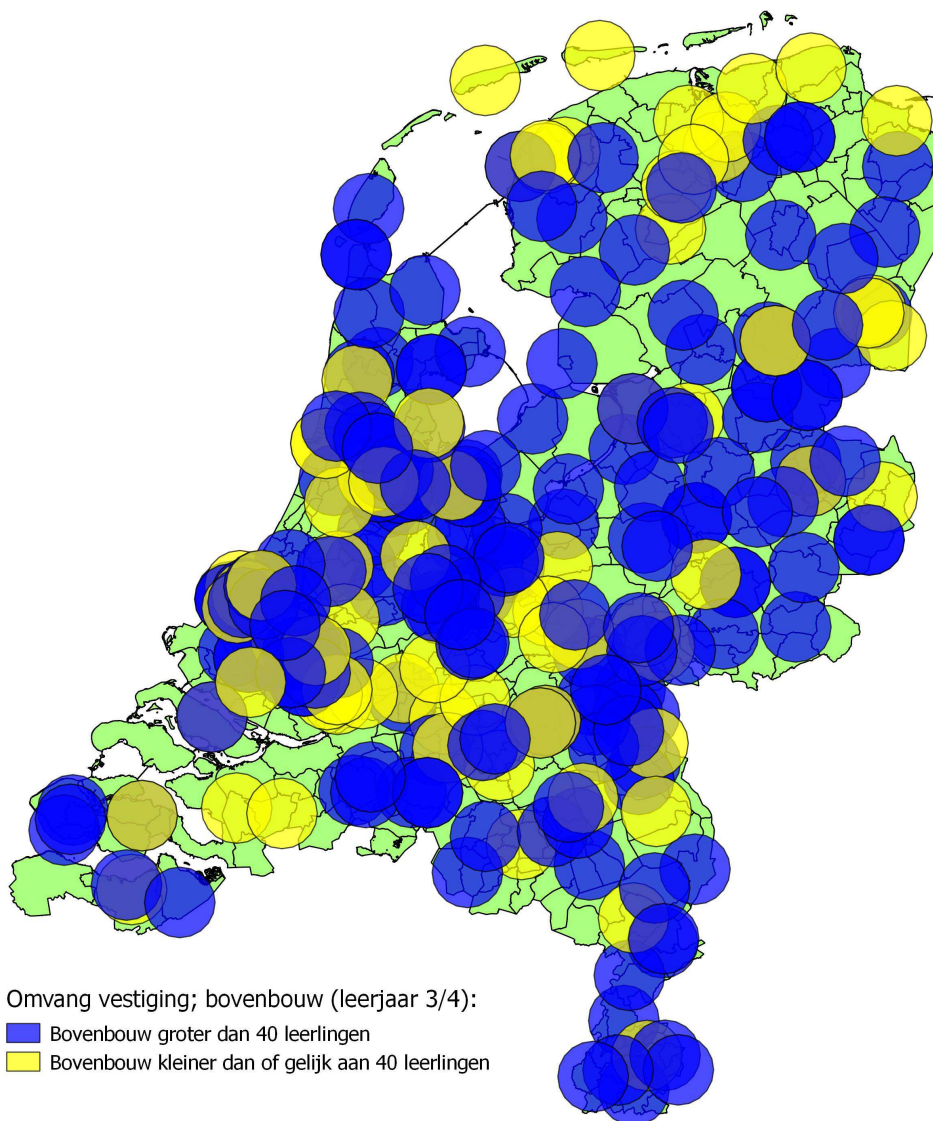 Omvang vestiging; bovenbouw (leerjaar 3/4):
Bovenbouw groter dan 40 leerlingen
Bovenbouw kleiner dan of gelijk aan 40 leerlingen